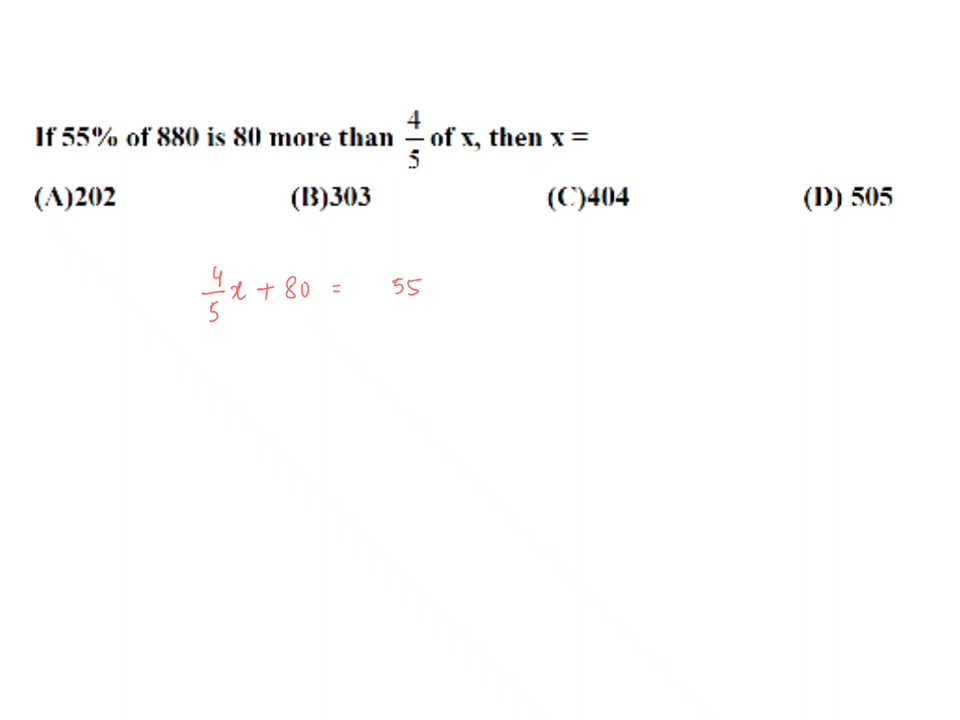 If 55% of 880 is 80 more than 4/5 of x, then x =
(A)202 (B)303 (C)404 (D) 505
4/5 x + 80 = 55